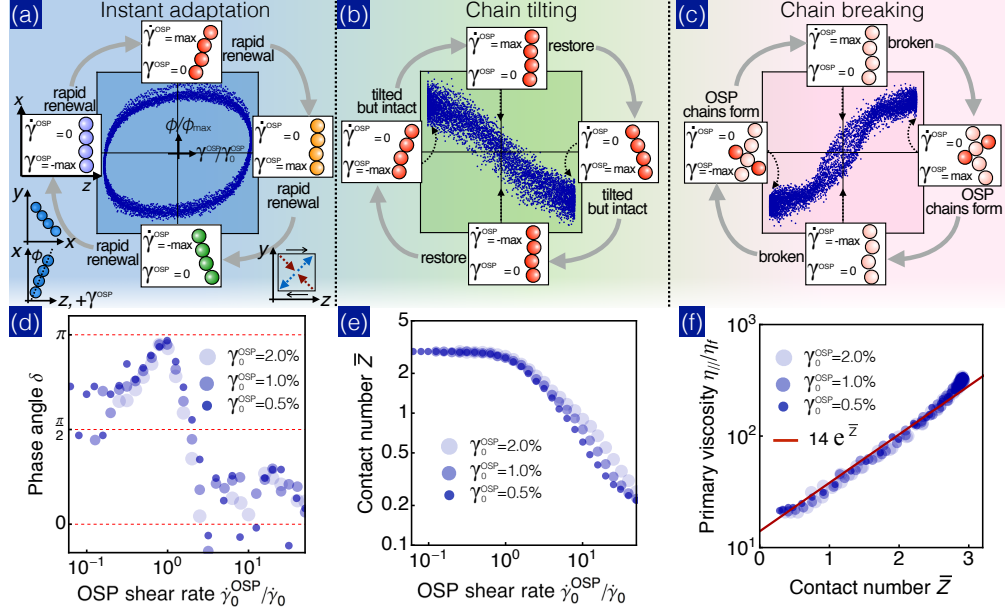 (a) Instant adaptation
γ̇ᴼˢᴾ = max
γᴼˢᴾ = 0
rapid renewal
rapid renewal
x
z
γ̇ᴼˢᴾ = 0
γᴼˢᴾ = -max
ϕ/ϕmax
γᴼˢᴾ/γ₀ᴼˢᴾ
γ̇ᴼˢᴾ = 0
γᴼˢᴾ = max
rapid renewal
rapid renewal
γ̇ᴼˢᴾ = -max
γᴼˢᴾ = 0
y
x
x
ϕ
z, +γᴼˢᴾ
y
z
(b) Chain tilting
γ̇ᴼˢᴾ = max
γᴼˢᴾ = 0
restore
tilted but intact
γ̇ᴼˢᴾ = 0
γᴼˢᴾ = -max
γ̇ᴼˢᴾ = 0
γᴼˢᴾ = max
tilted but intact
restore
γ̇ᴼˢᴾ = -max
γᴼˢᴾ = 0
(c) Chain breaking
γ̇ᴼˢᴾ = max
γᴼˢᴾ = 0
broken
OSP chains form
γ̇ᴼˢᴾ = 0
γᴼˢᴾ = -max
γ̇ᴼˢᴾ = 0
γᴼˢᴾ = max
OSP chains form
broken
γ̇ᴼˢᴾ = -max
γᴼˢᴾ = 0
(d)
Phase angle δ
π
π/2
0
γ₀ᴼˢᴾ=2.0%
γ₀ᴼˢᴾ=1.0%
γ₀ᴼˢᴾ=0.5%
10⁻¹ 10⁰ 10¹
OSP shear rate γ̇₀ᴼˢᴾ/γ̇₀
(e)
Contact number Z̅
5
2
1
0.5
0.2
0.1
γ₀ᴼˢᴾ=2.0%
γ₀ᴼˢᴾ=1.0%
γ₀ᴼˢᴾ=0.5%
10⁻¹ 10⁰ 10¹
OSP shear rate γ̇₀ᴼˢᴾ/γ̇₀
(f)
Primary viscosity η//​/ηf
10³
10²
10¹
γ₀ᴼˢᴾ=2.0%
γ₀ᴼˢᴾ=1.0%
γ₀ᴼˢᴾ=0.5%
14 e^Z̅
0 1 2 3
Contact number Z̅